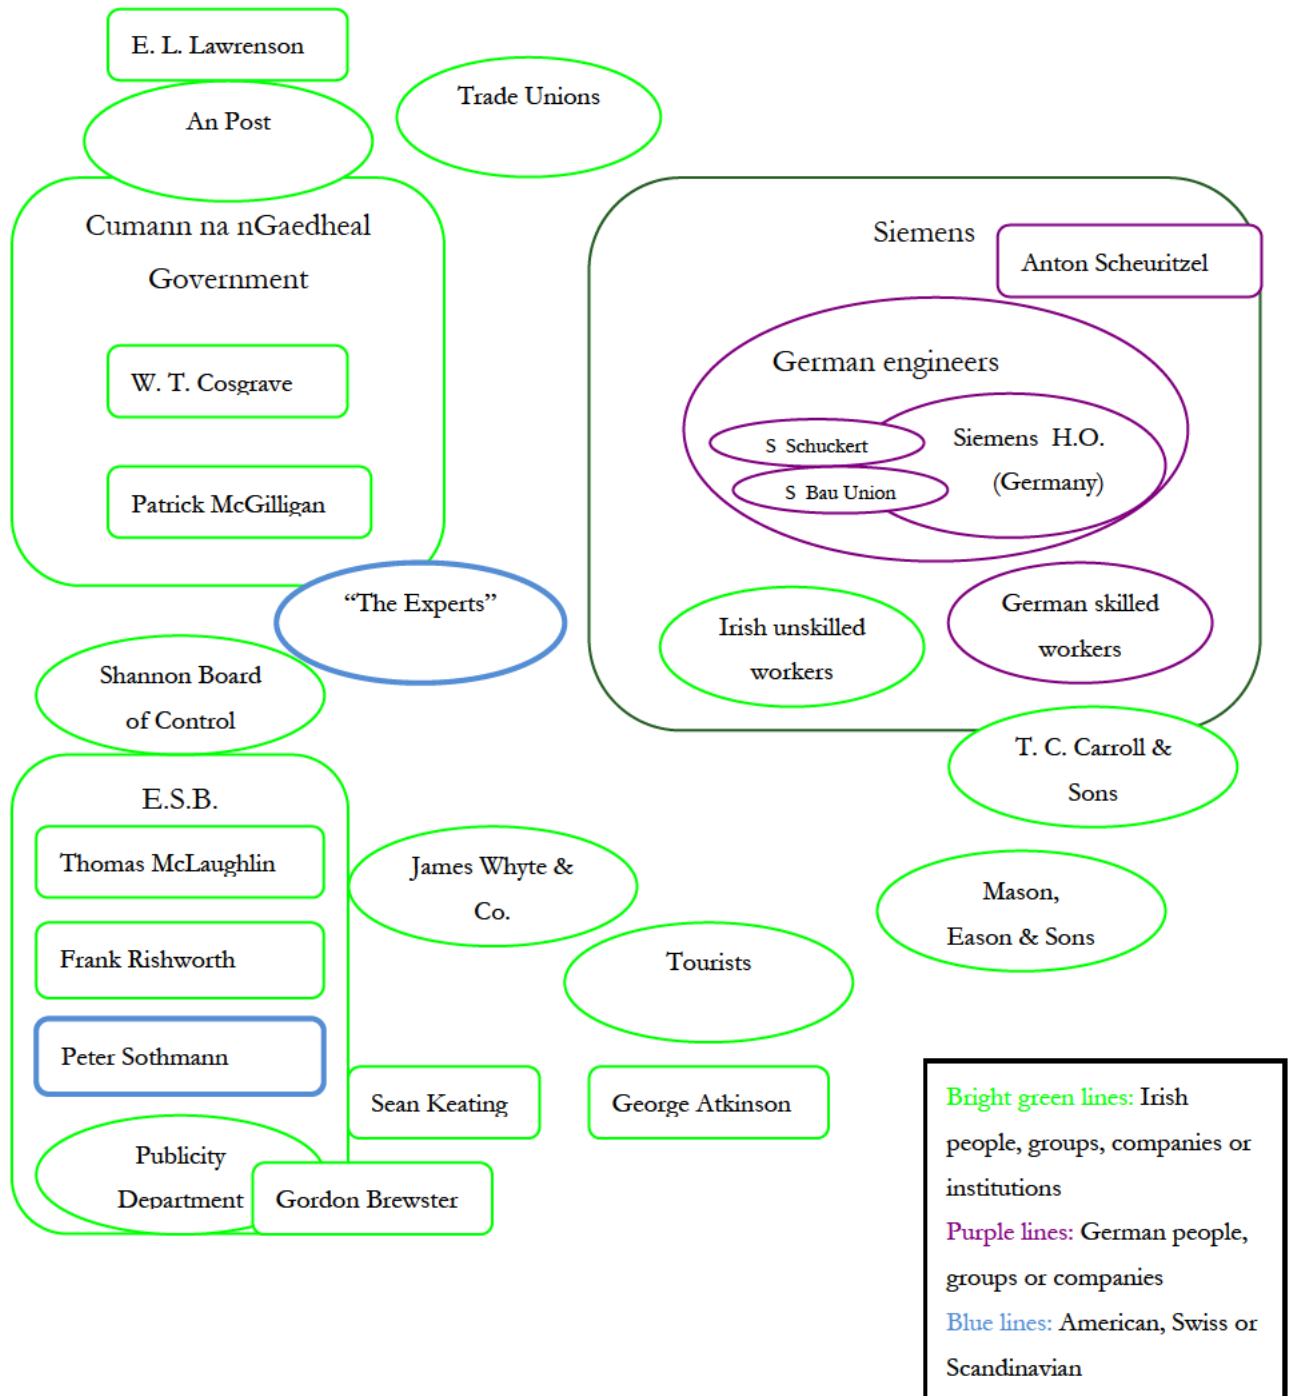 E. L. Lawrenson
An Post
Trade Unions
Cumann na nGaedheal
Government
W. T. Cosgrave
Patrick McGilligan
Siemens
Anton Scheuritzel
German engineers
S Schuckert
S Bau Union
Siemens H.O.
(Germany)
"The Experts"
Irish unskilled
workers
German skilled
workers
Shannon Board
of Control
T. C. Carroll &
Sons
E.S.B.
Thomas McLaughlin
Frank Rishworth
Peter Sothmann
Publicity
Department
Gordon Brewster
James Whyte &
Co.
Mason,
Eason & Sons
Tourists
Sean Keating
George Atkinson
Bright green lines: Irish
people, groups, companies or
institutions
Purple lines: German people,
groups or companies
Blue lines: American, Swiss or
Scandinavian